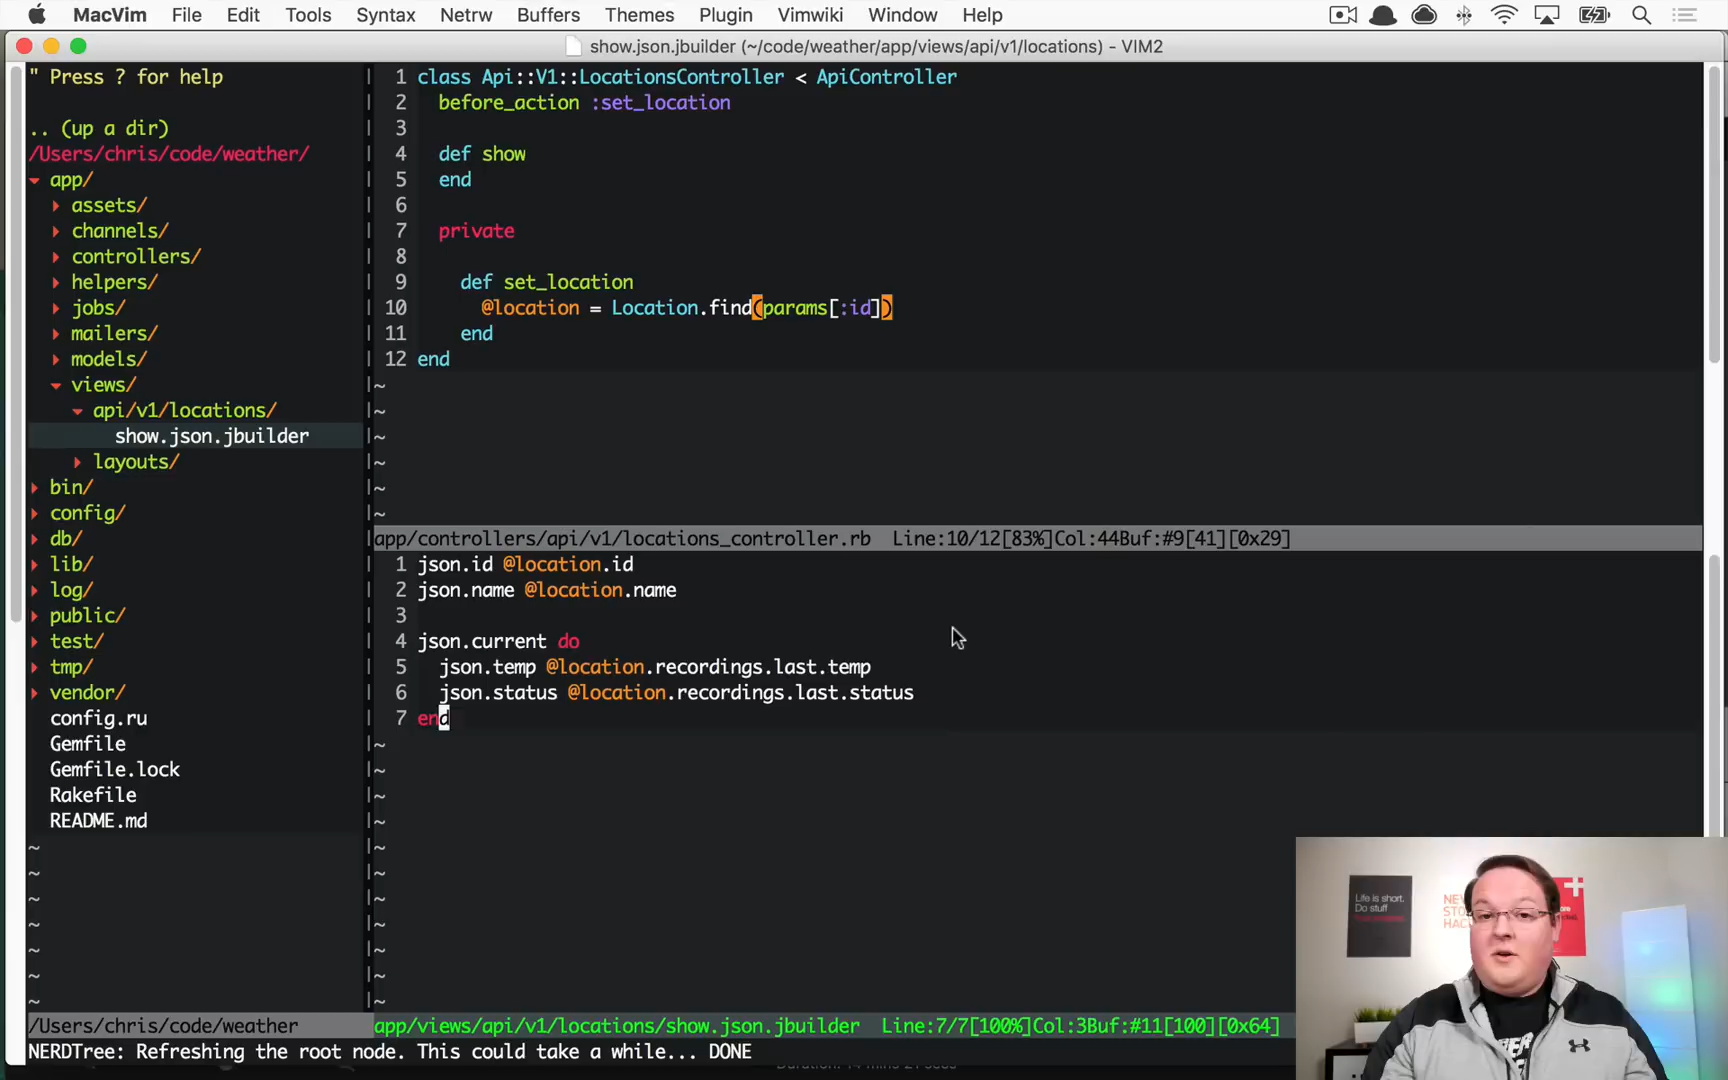 MacVim File Edit Tools Syntax Netrw Buffers Themes Plugin Vimwiki Window Help
show.json.jbuilder (~/code/weather/app/views/api/v1/locations) - VIM2
" Press ? for help
.. (up a dir)
/Users/chris/code/weather/
app/
assets/
channels/
controllers/
helpers/
jobs/
mailers/
models/
views/
api/v1/locations/
show.json.jbuilder
layouts/
bin/
config/
db/
lib/
log/
public/
test/
tmp/
vendor/
config.ru
Gemfile
Gemfile.lock
Rakefile
README.md
~
~
~
~
~
~
~
/Users/chris/code/weather
1 class Api::V1::LocationsController < ApiController
2 before_action :set_location
3
4 def show
5 end
6
7 private
8
9 def set_location
10 @location = Location.find(params[:id])
11 end
12 end
~
~
~
~
~
~
app/controllers/api/v1/locations_controller.rb Line:10/12[83%]Col:44Buf:#9[41][0x29]
1 json.id @location.id
2 json.name @location.name
3
4 json.current do
5 json.temp @location.recordings.last.temp
6 json.status @location.recordings.last.status
7 end
~
~
~
~
~
~
~
~
~
~
~
app/views/api/v1/locations/show.json.jbuilder Line:7/7[100%]Col:3Buf:#11[100][0x64]
NERDTree: Refreshing the root node. This could take a while... DONE
Life is short.
Do stuff